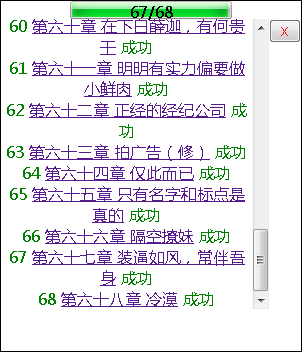 67/68
X
60 第六十章 在下白薛迦，有何贵
干 成功
61 第六十一章 明明有实力偏要做
小鲜肉 成功
62 第六十二章 正经的经纪公司 成
功
63 第六十三章 拍广告（修） 成功
64 第六十四章 仅此而已 成功
65 第六十五章 只有名字和标点是
真的 成功
66 第六十六章 隔空撩妹 成功
67 第六十七章 装逼如风，常伴吾
身 成功
68 第六十八章 冷漠 成功